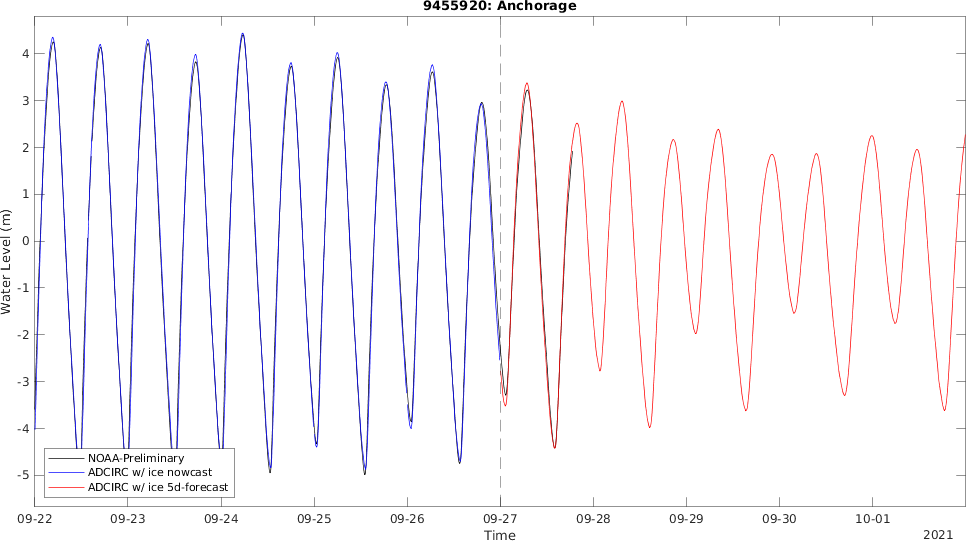 9455920: Anchorage
4
3
2
1
0
-1
-2
-3
-4
-5
Water Level (m)
NOAA-Preliminary
ADCIRC w/ ice nowcast
ADCIRC w/ ice 5d-forecast
09-22 09-23 09-24 09-25 09-26 09-27 09-28 09-29 09-30 10-01
Time
2021